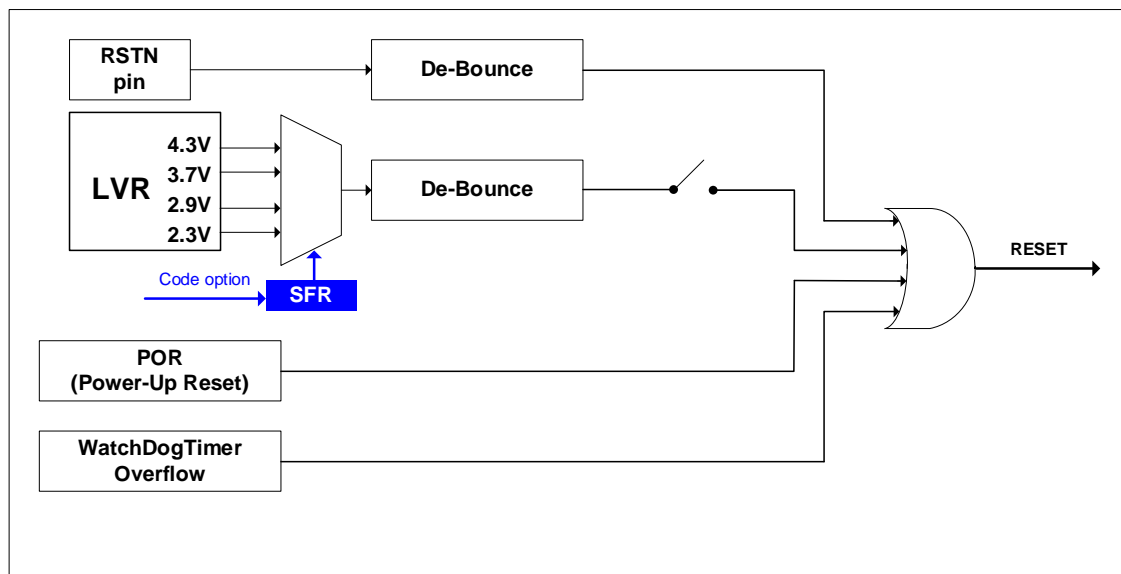 RSTN
pin
De-Bounce
4.3V
3.7V
LVR
2.9V
2.3V
De-Bounce
RESET
Code option
SFR
POR
(Power-Up Reset)
WatchDogTimer
Overflow